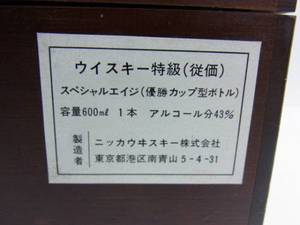 ウイスキー特級(従価)
スペシャルエイジ(優勝カップ型ボトル)
容量600ml 1本 アルコール分43%
製造者 ニッカウヰスキー株式会社
東京都港区南青山5-4-31